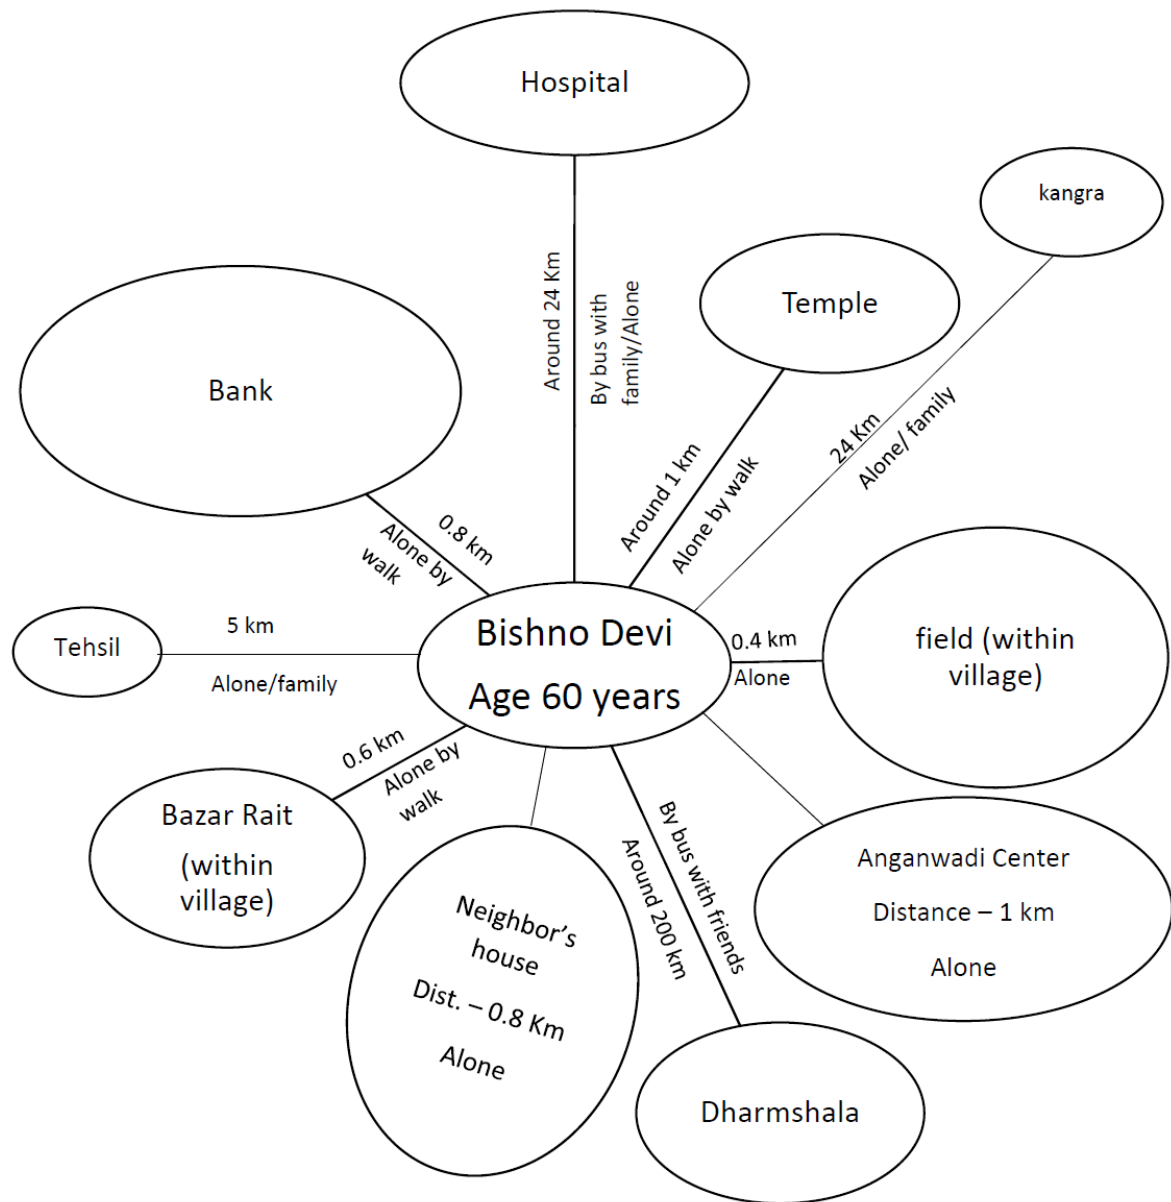 Hospital
kangra
Temple
Around 24 Km
By bus with
family/Alone
Bank
24 Km
Alone/ family
Around 1 km
Alone by walk
0.8 km
Alone by
walk
Tehsil
5 km
Alone/family
Bishno Devi
Age 60 years
0.4 km
Alone
field (within
village)
0.6 km
Alone by
walk
Bazar Rait
(within
village)
By bus with friends
Around 200 km
Anganwadi Center
Distance – 1 km
Alone
Neighbor’s
house
Dist. – 0.8 Km
Alone
Dharmshala